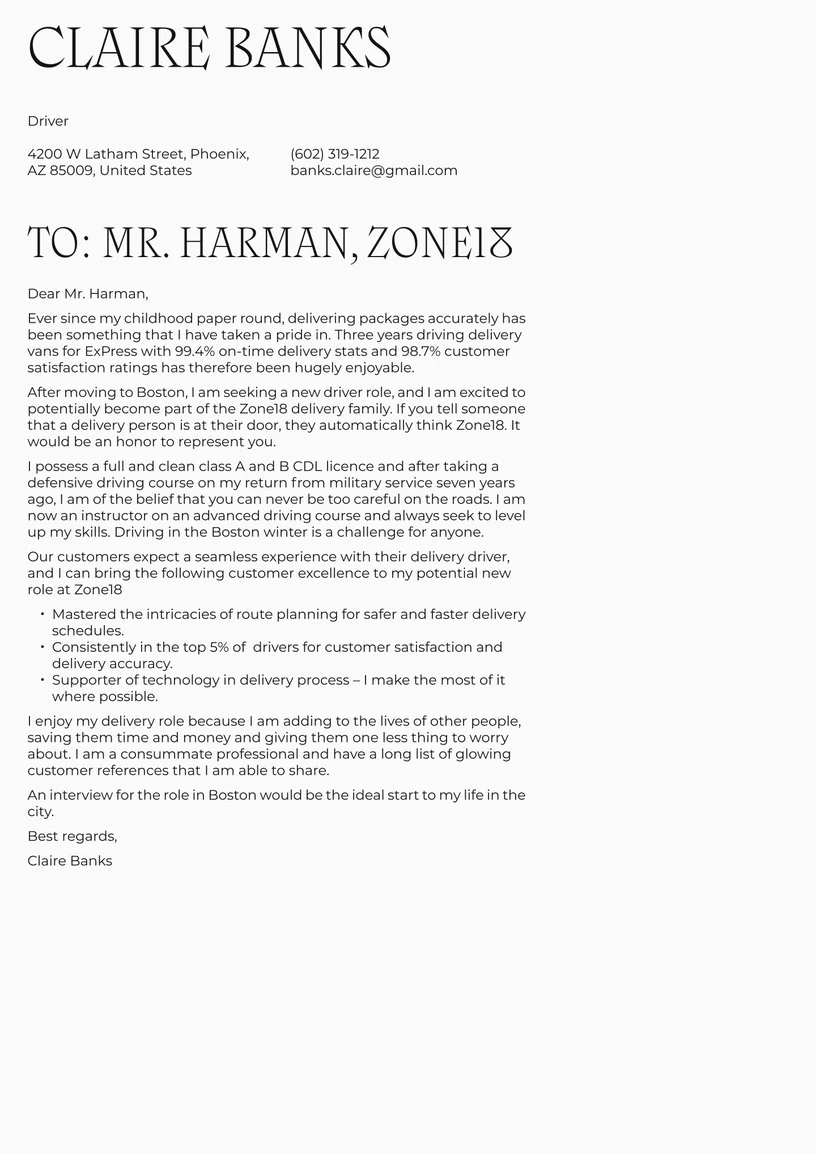 CLAIRE BANKS
Driver
4200 W Latham Street, Phoenix,
AZ 85009, United States
(602) 319-1212
banks.claire@gmail.com
TO: MR. HARMAN, ZONE18
Dear Mr. Harman,
Ever since my childhood paper round, delivering packages accurately has
been something that I have taken a pride in. Three years driving delivery
vans for ExPress with 99.4% on-time delivery stats and 98.7% customer
satisfaction ratings has therefore been hugely enjoyable.
After moving to Boston, I am seeking a new driver role, and I am excited to
potentially become part of the Zone18 delivery family. If you tell someone
that a delivery person is at their door, they automatically think Zone18. It
would be an honor to represent you.
I possess a full and clean class A and B CDL licence and after taking a
defensive driving course on my return from military service seven years
ago, I am of the belief that you can never be too careful on the roads. I am
now an instructor on an advanced driving course and always seek to level
up my skills. Driving in the Boston winter is a challenge for anyone.
Our customers expect a seamless experience with their delivery driver,
and I can bring the following customer excellence to my potential new
role at Zone18
• Mastered the intricacies of route planning for safer and faster delivery
schedules.
• Consistently in the top 5% of  drivers for customer satisfaction and
delivery accuracy.
• Supporter of technology in delivery process – I make the most of it
where possible.
I enjoy my delivery role because I am adding to the lives of other people,
saving them time and money and giving them one less thing to worry
about. I am a consummate professional and have a long list of glowing
customer references that I am able to share.
An interview for the role in Boston would be the ideal start to my life in the
city.
Best regards,
Claire Banks